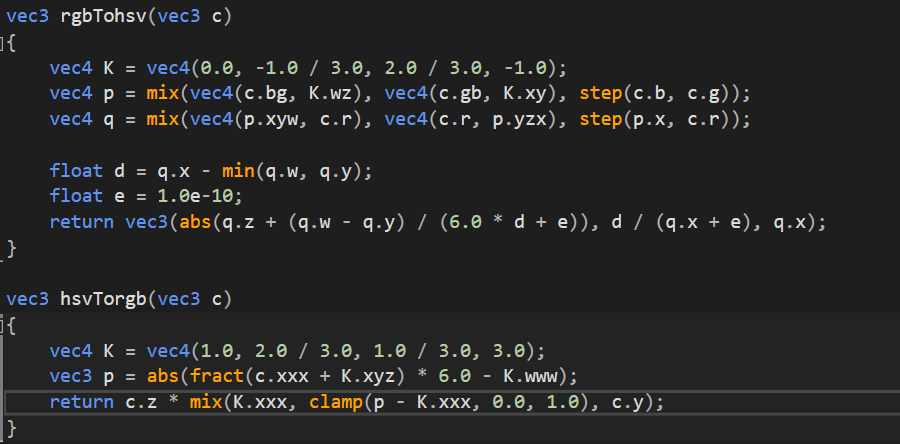 vec3 rgbTohsv(vec3 c)
{
    vec4 K = vec4(0.0, -1.0 / 3.0, 2.0 / 3.0, -1.0);
    vec4 p = mix(vec4(c.bg, K.wz), vec4(c.gb, K.xy), step(c.b, c.g));
    vec4 q = mix(vec4(p.xyw, c.r), vec4(c.r, p.yzx), step(p.x, c.r));

    float d = q.x - min(q.w, q.y);
    float e = 1.0e-10;
    return vec3(abs(q.z + (q.w - q.y) / (6.0 * d + e)), d / (q.x + e), q.x);
}

vec3 hsvTorgb(vec3 c)
{
    vec4 K = vec4(1.0, 2.0 / 3.0, 1.0 / 3.0, 3.0);
    vec3 p = abs(fract(c.xxx + K.xyz) * 6.0 - K.www);
    return c.z * mix(K.xxx, clamp(p - K.xxx, 0.0, 1.0), c.y);
}